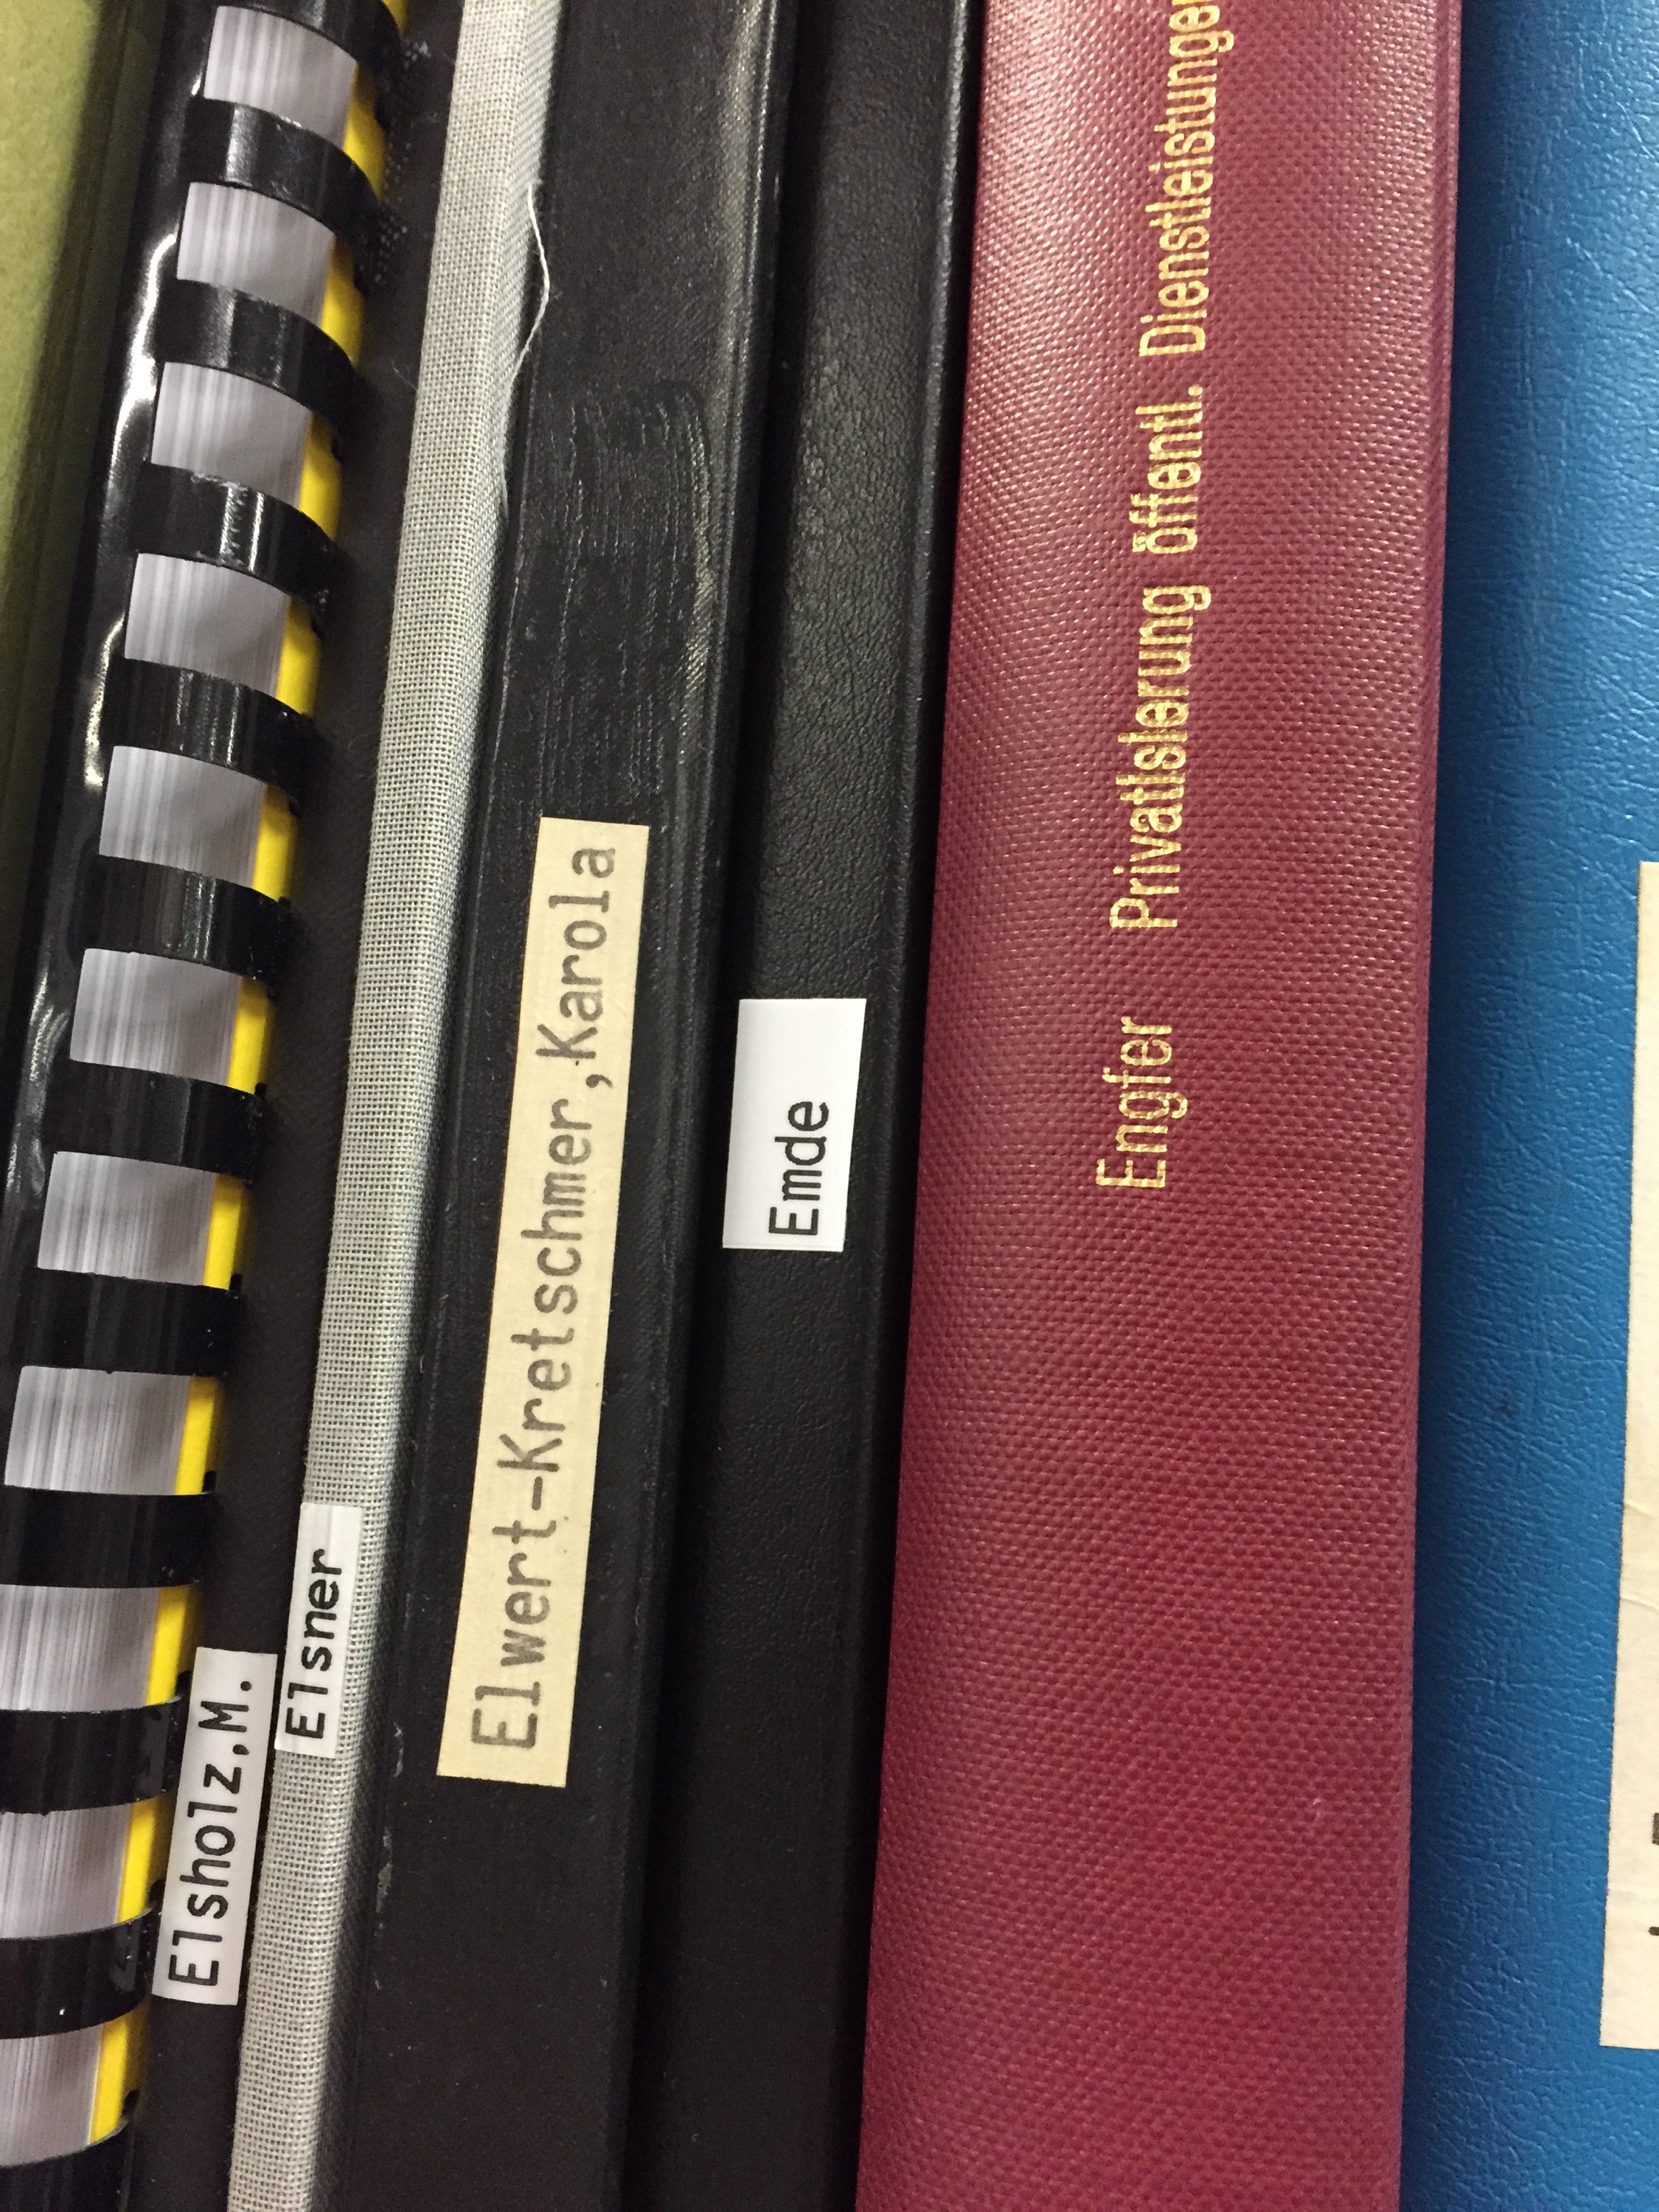 Elsholz,M.
Elsner
Elwert-Kretschmer,Karola
Emde
Engfer Privatisierung öffentl. Dienstleistungen